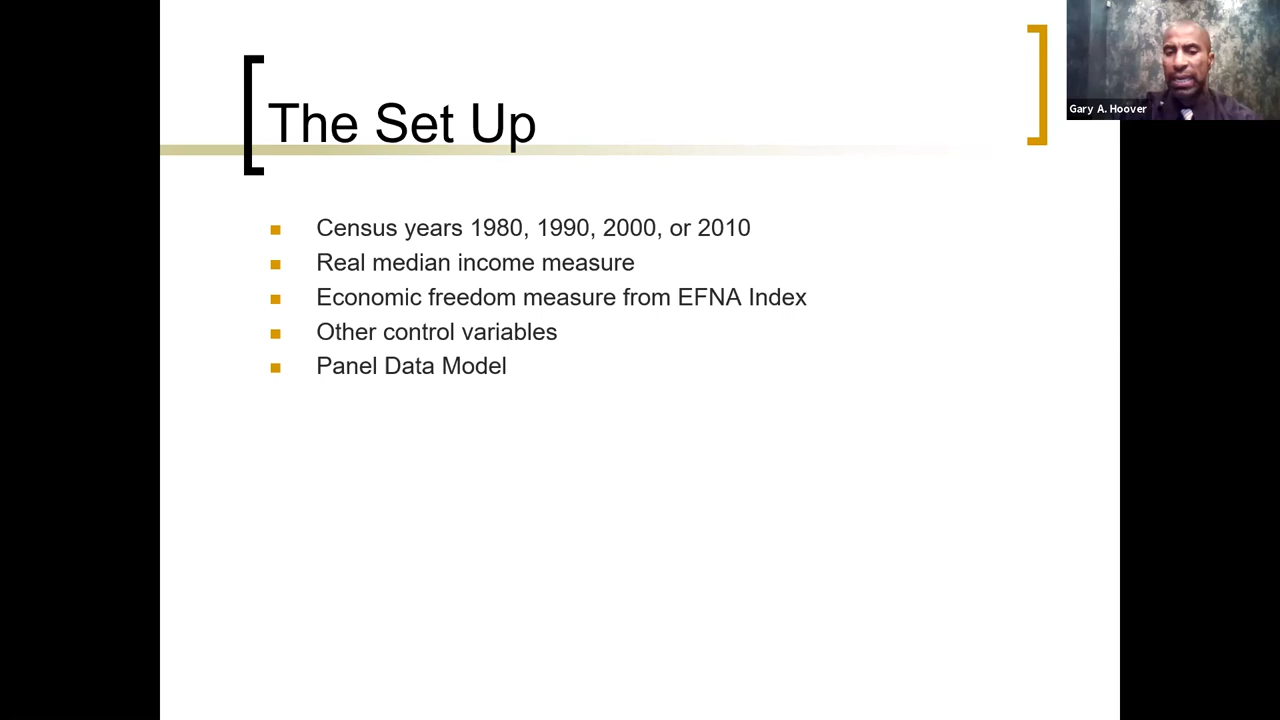 The Set Up
Gary A. Hoover
Census years 1980, 1990, 2000, or 2010
Real median income measure
Economic freedom measure from EFNA Index
Other control variables
Panel Data Model